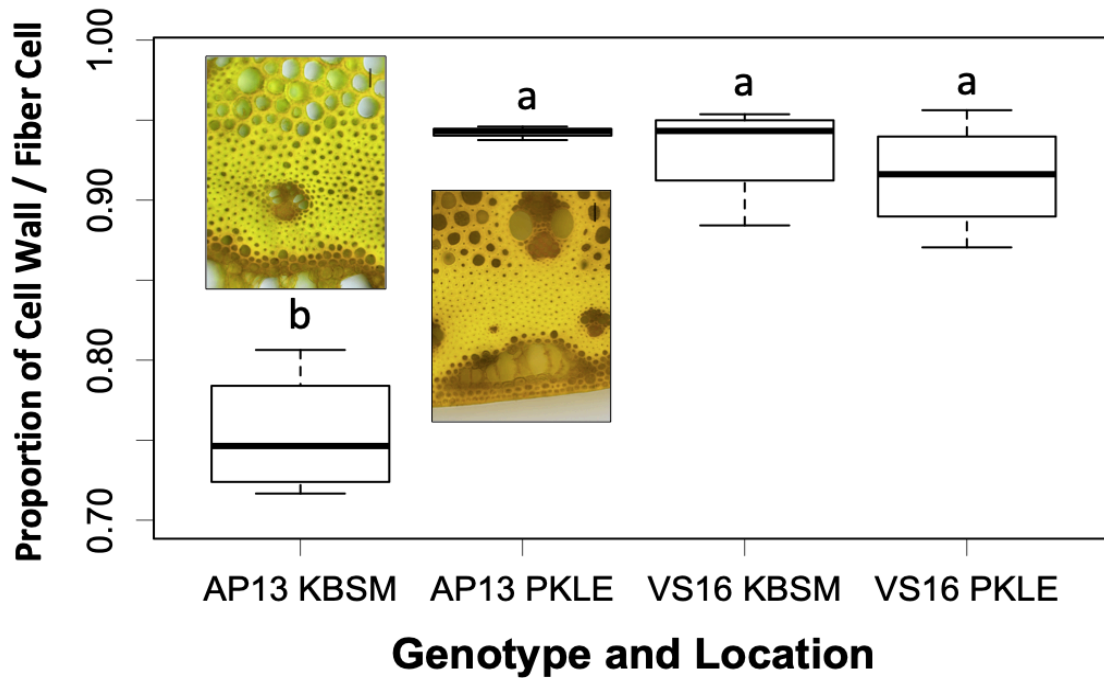 Proportion of Cell Wall / Fiber Cell
1.00
0.90
0.80
0.70
b
a
a
a
AP13 KBSM
AP13 PKLE
VS16 KBSM
VS16 PKLE
Genotype and Location